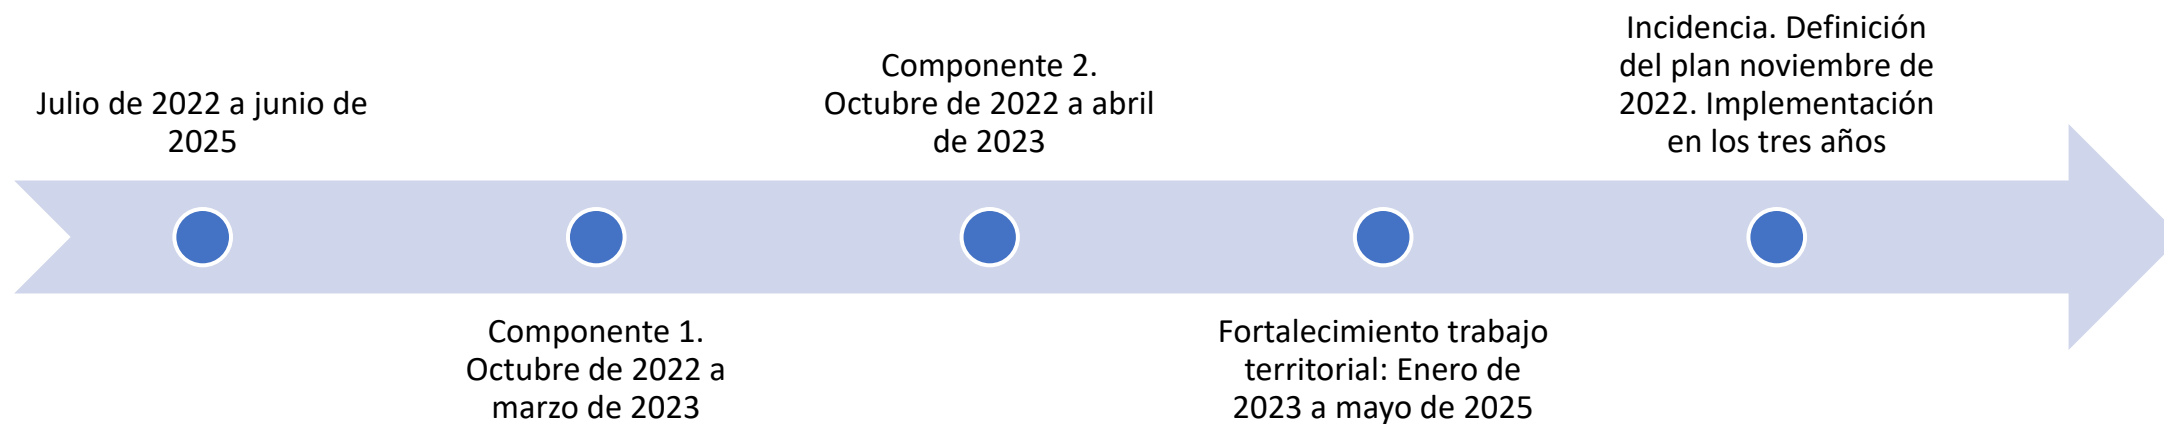 Julio de 2022 a junio de
2025
Componente 1.
Octubre de 2022 a
marzo de 2023
Componente 2.
Octubre de 2022 a abril
de 2023
Fortalecimiento trabajo
territorial: Enero de
2023 a mayo de 2025
Incidencia. Definición
del plan noviembre de
2022. Implementación
en los tres años